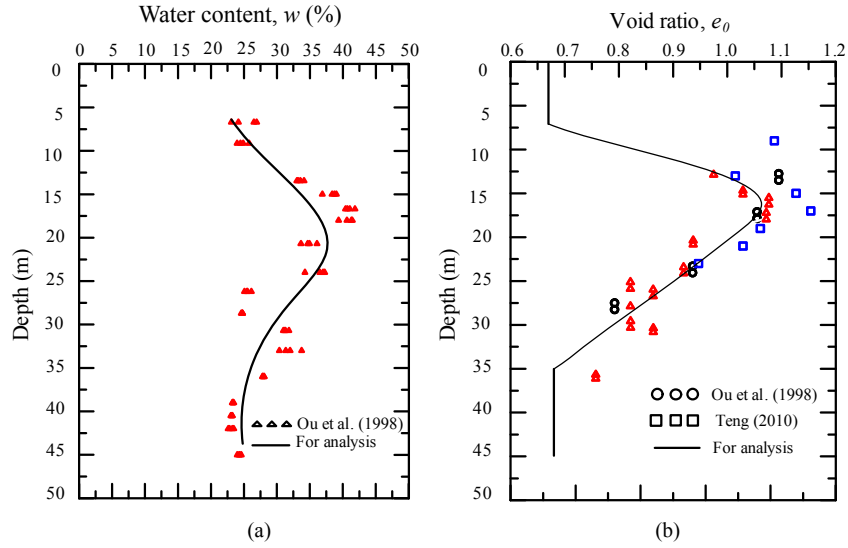 Water content, w (%)
0 5 10 15 20 25 30 35 40 45 50
0
5
10
15
20
25
30
35
40
45
50
Depth (m)
Ou et al. (1998)
For analysis
(a)
Void ratio, e0
0.6 0.8 0.9 1.0 1.1 1.2
0
5
10
15
20
25
30
35
40
45
50
Depth (m)
Ou et al. (1998)
Teng (2010)
For analysis
(b)